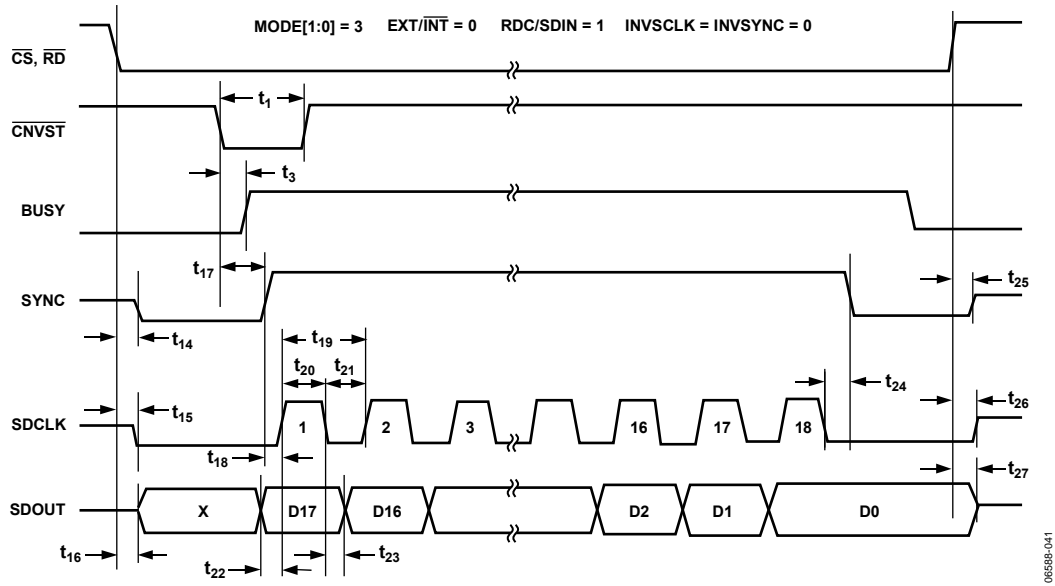 MODE[1:0] = 3 EXT/INT = 0 RDC/SDIN = 1 INVSCLK = INVSYNC = 0
CS, RD
t1
CNVST
t3
BUSY
t17
SYNC
t25
t14
t19
t20 t21
t24
t15
t26
SDCLK
1 2 3 16 17 18
t18
t27
SDOUT
X D17 D16 D2 D1 D0
t16
t22
t23
06588-041